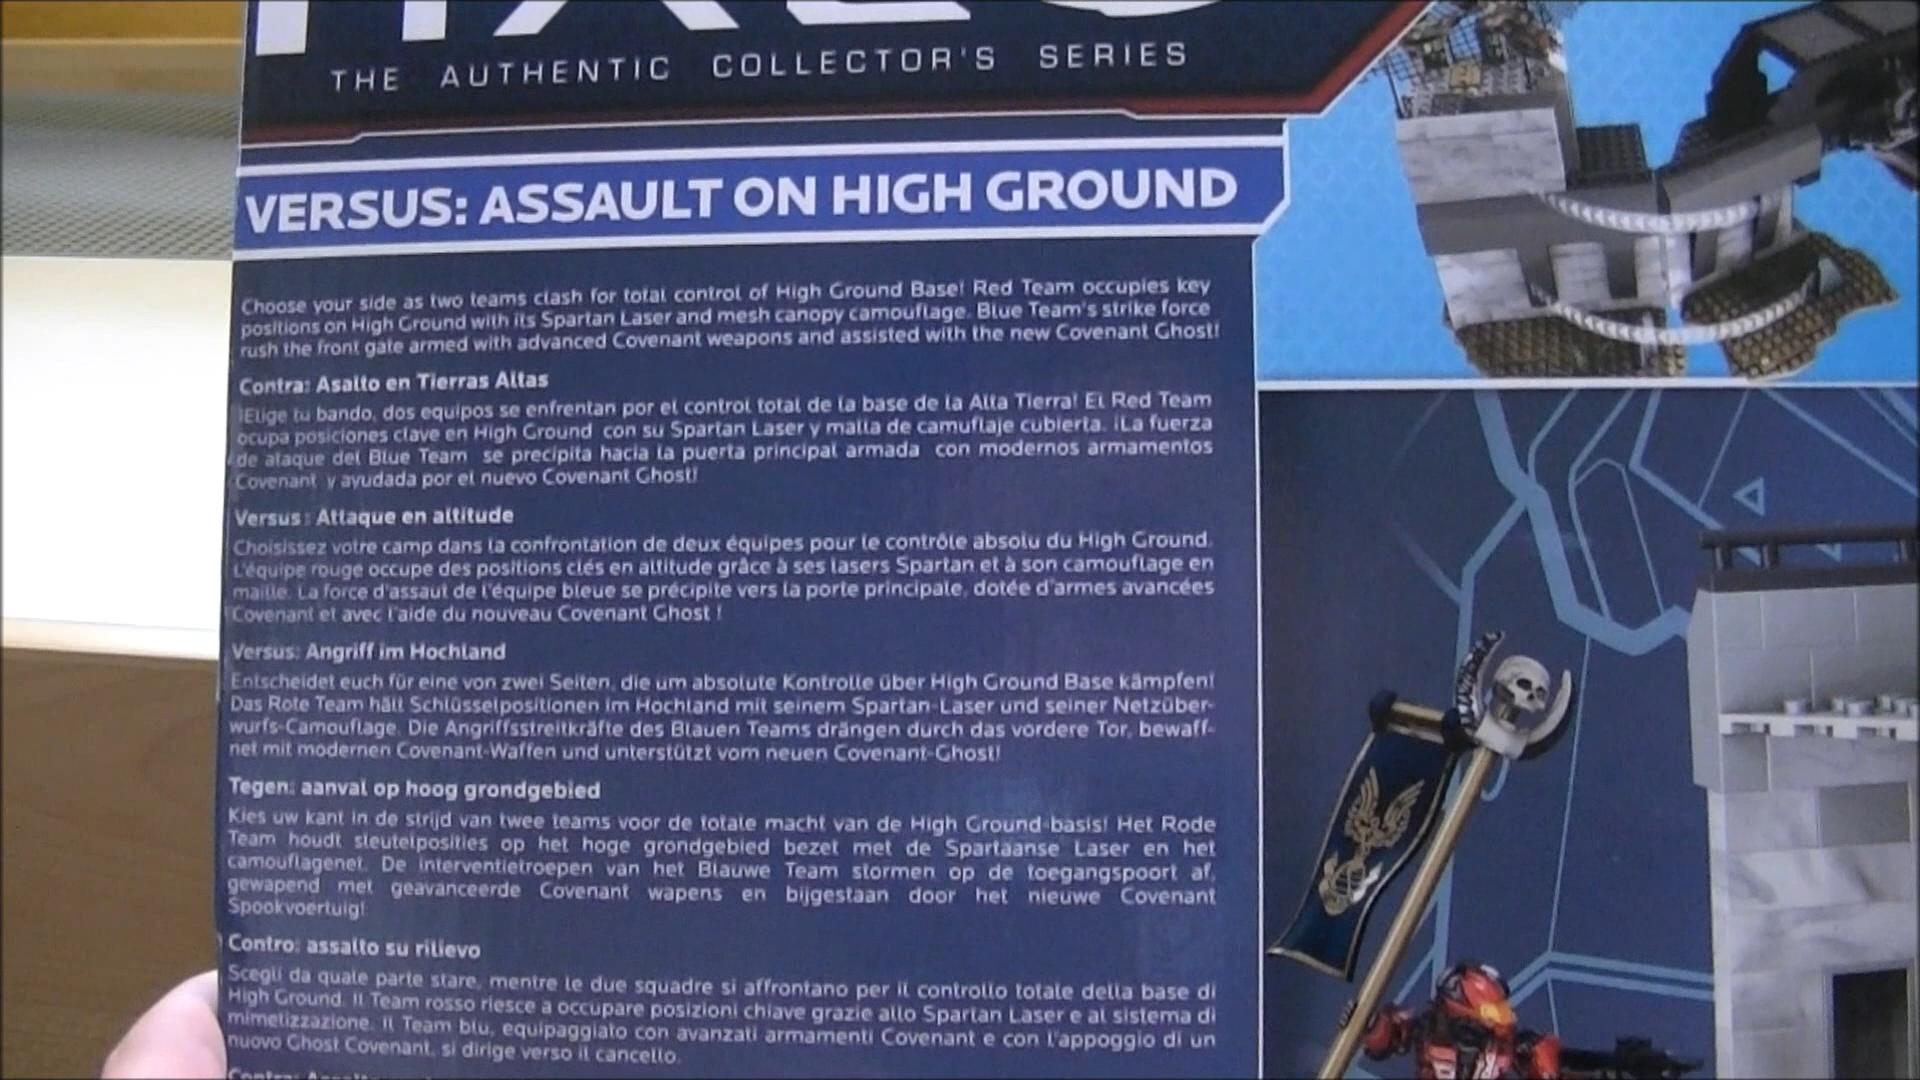 HALO
THE AUTHENTIC COLLECTOR'S SERIES
VERSUS: ASSAULT ON HIGH GROUND
Choose your side as two teams clash for total control of High Ground Base! Red Team occupies key
positions on High Ground with its Spartan Laser and mesh canopy camouflage. Blue Team's strike force
rush the front gate armed with advanced Covenant weapons and assisted with the new Covenant Ghost!
Contra: Asalto en Tierras Altas
¡Elige tu bando, dos equipos se enfrentan por el control total de la base de la Alta Tierra! El Red Team
ocupa posiciones clave en High Ground con su Spartan Laser y malla de camuflaje cubierta. ¡La fuerza
de ataque del Blue Team se precipita hacia la puerta principal armada con modernos armamentos
Covenant y ayudada por el nuevo Covenant Ghost!
Versus : Attaque en altitude
Choisissez votre camp dans la confrontation de deux équipes pour le contrôle absolu du High Ground.
L'équipe rouge occupe des positions clés en altitude grâce à ses lasers Spartan et à son camouflage en
maille. La force d'assaut de l'équipe bleue se précipite vers la porte principale, dotée d'armes avancées
Covenant et avec l'aide du nouveau Covenant Ghost !
Versus: Angriff im Hochland
Entscheidet euch für eine von zwei Seiten, die um absolute Kontrolle über High Ground Base kämpfen!
Das Rote Team hält Schlüsselpositionen im Hochland mit seinem Spartan-Laser und seiner Netzüber-
wurfs-Camouflage. Die Angriffsstreitkräfte des Blauen Teams drängen durch das vordere Tor, bewaff-
net mit modernen Covenant-Waffen und unterstützt vom neuen Covenant-Ghost!
Tegen: aanval op hoog grondgebied
Kies uw kant in de strijd van twee teams voor de totale macht van de High Ground-basis! Het Rode
Team houdt sleutelposities op het hoge grondgebied bezet met de Spartaanse Laser en het
camouflagenet. De interventietroepen van het Blauwe Team stormen op de toegangspoort af,
gewapend met geavanceerde Covenant wapens en bijgestaan door het nieuwe Covenant
Spookvoertuig!
Contro: assalto su rilievo
Scegli da quale parte stare, mentre le due squadre si affrontano per il controllo totale della base di
High Ground. Il Team rosso riesce a occupare posizioni chiave grazie allo Spartan Laser e al sistema di
mimetizzazione. Il Team blu, equipaggiato con avanzati armamenti Covenant e con l'appoggio di un
nuovo Ghost Covenant, si dirige verso il cancello.